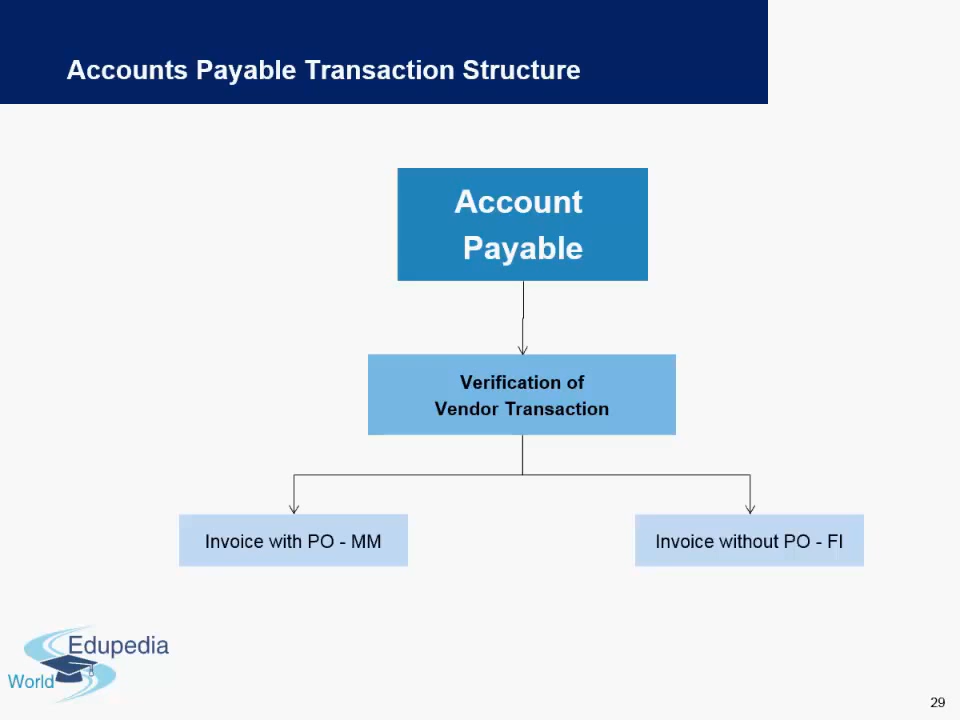 Accounts Payable Transaction Structure
Account
Payable
Verification of
Vendor Transaction
Invoice with PO - MM
Invoice without PO - FI
Edupedia
World
29